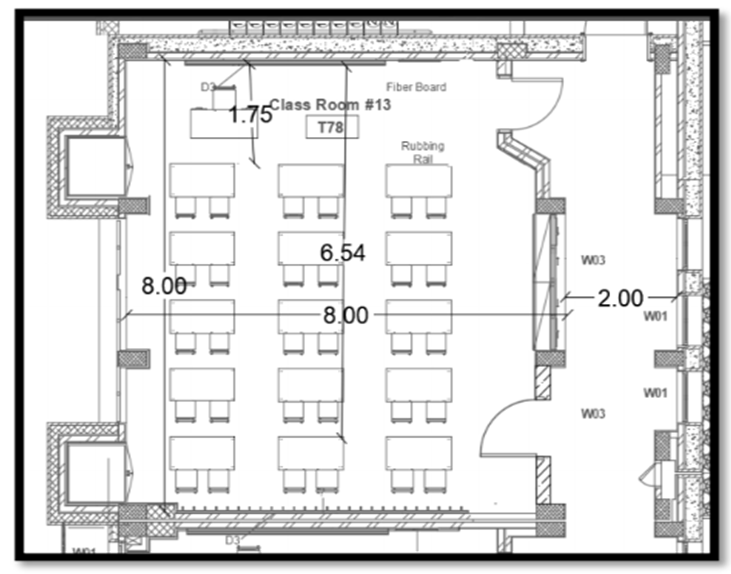 D3
Fiber Board
Class Room #13
1.75
T78
Rubbing
Rail
6.54
W03
8.00
2.00
8.00
W01
W01
W03
D3
W01